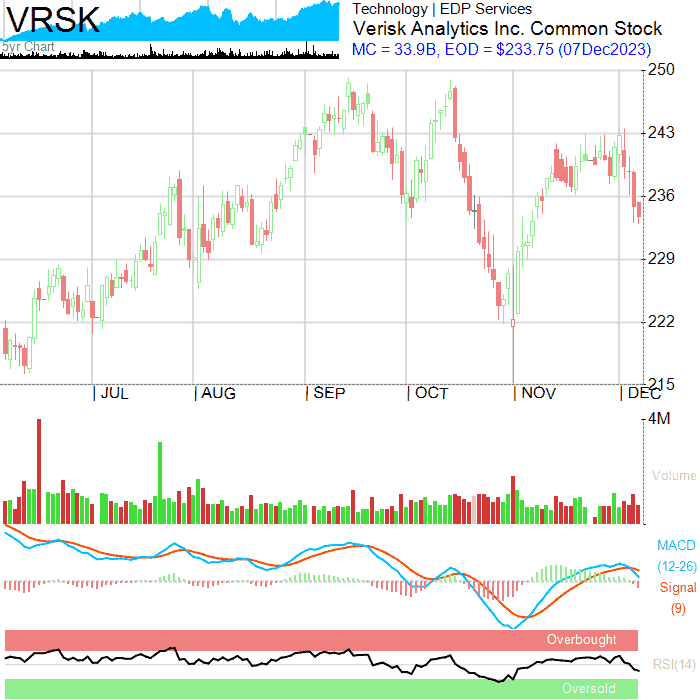 VRSK
5yr Chart
Technology | EDP Services
Verisk Analytics Inc. Common Stock
MC = 33.9B, EOD = $233.75 (07Dec2023)
250
243
236
229
222
215
| JUL | AUG | SEP | OCT | NOV | DEC
4M
Volume
MACD
(12-26)
Signal
(9)
Overbought
RSI(14)
Oversold